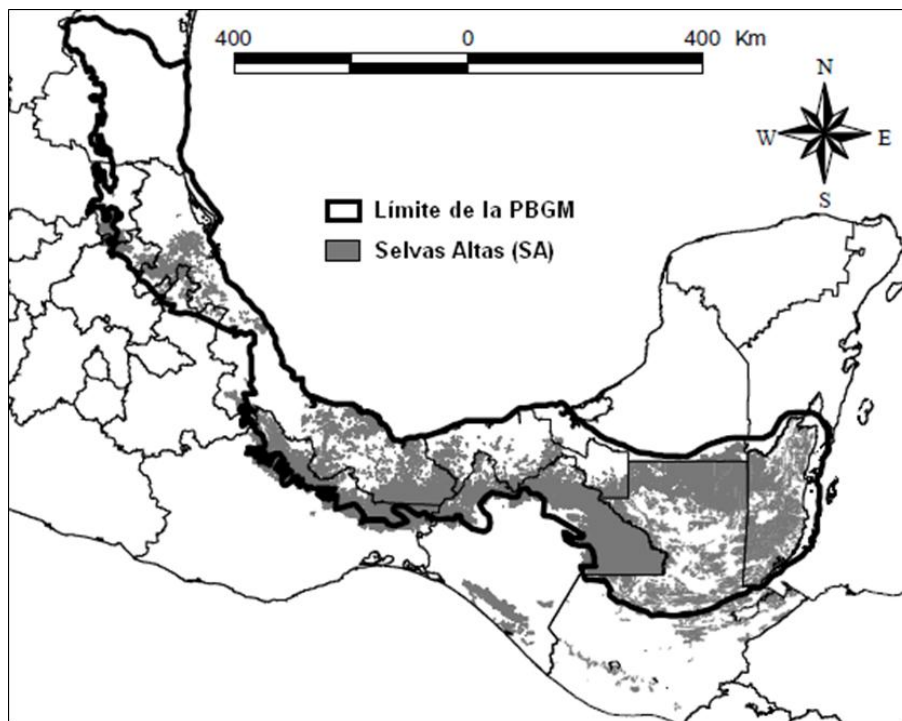 400 0 400 Km
N
W E
S
Límite de la PBGM
Selvas Altas (SA)